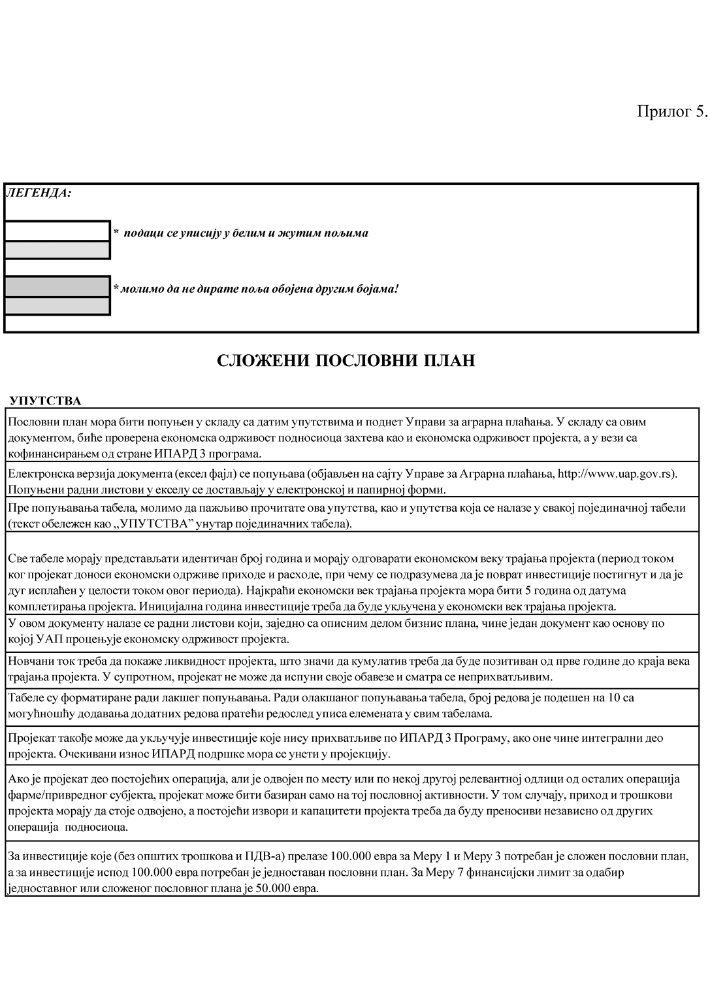 Прилог 5.
ЛЕГЕНДА:
* подаци се уписију у белим и жутим пољима
* молимо да не дирате поља обојена другим бојама!
СЛОЖЕНИ ПОСЛОВНИ ПЛАН
УПУТСТВА
Пословни план мора бити попуњен у складу са датим упутствима и поднет Управи за аграрна плаћања. У складу са овим
документом, биће проверена економска одрживост подносиоца захтева као и економска одрживост пројекта, а у вези са
кофинансирањем од стране ИПАРД 3 програма.
Електронска верзија документа (ексел фајл) се попуњава (објављен на сајту Управе за Аграрна плаћања, http://www.uap.gov.rs).
Попуњени радни листови у екселу се достављају у електронској и папирној форми.
Пре попуњавања табела, молимо да пажљиво прочитате ова упутства, као и упутства која се налазе у свакој појединачној табели
(текст обележен као „УПУТСТВА” унутар појединачних табела).
Све табеле морају представљати идентичан број година и морају одговарати економском веку трајања пројекта (период током
ког пројекат доноси економски одрживе приходе и расходе, при чему се подразумева да је поврат инвестиције постигнут и да је
дуг исплаћен у целости током овог периода). Најкраћи економски век трајања пројекта мора бити 5 година од датума
комплетирања пројекта. Иницијална година инвестиције треба да буде укључена у економски век трајања пројекта.
У овом документу налазе се радни листови који, заједно са описним делом бизнис плана, чине један документ као основу по
којој УАП процењује економску одрживост пројекта.
Новчани ток треба да покаже ликвидност пројекта, што значи да кумулатив треба да буде позитиван од прве године до краја века
трајања пројекта. У супротном, пројекат не може да испуни своје обавезе и сматра се неприхватљивим.
Табеле су форматиране ради лакшег попуњавања. Ради олакшаног попуњавања табела, број редова је подешен на 10 са
могућношћу додавања додатних редова пратећи редослед уписа елемената у свим табелама.
Пројекат такође може да укључује инвестиције које нису прихватљиве по ИПАРД 3 Програму, ако оне чине интегрални део
пројекта. Очекивани износ ИПАРД подршке мора се унети у пројекцију.
Ако је пројекат део постојећих операција, али је одвојен по месту или по некој другој релевантној одлици од осталих операција
фарме/привредног субјекта, пројекат може бити базиран само на тој пословној активности. У том случају, приход и трошкови
пројекта морају да стоје одвојено, а постојећи извори и капацитети пројекта треба да буду преносиви независно од других
операција подносиоца.
За инвестиције које (без општих трошкова и ПДВ-а) прелазе 100.000 евра за Меру 1 и Меру 3 потребан је сложен пословни план,
а за инвестиције испод 100.000 евра потребан је једноставан пословни план. За Меру 7 финансијски лимит за одабир
једноставног или сложеног пословног плана је 50.000 евра.